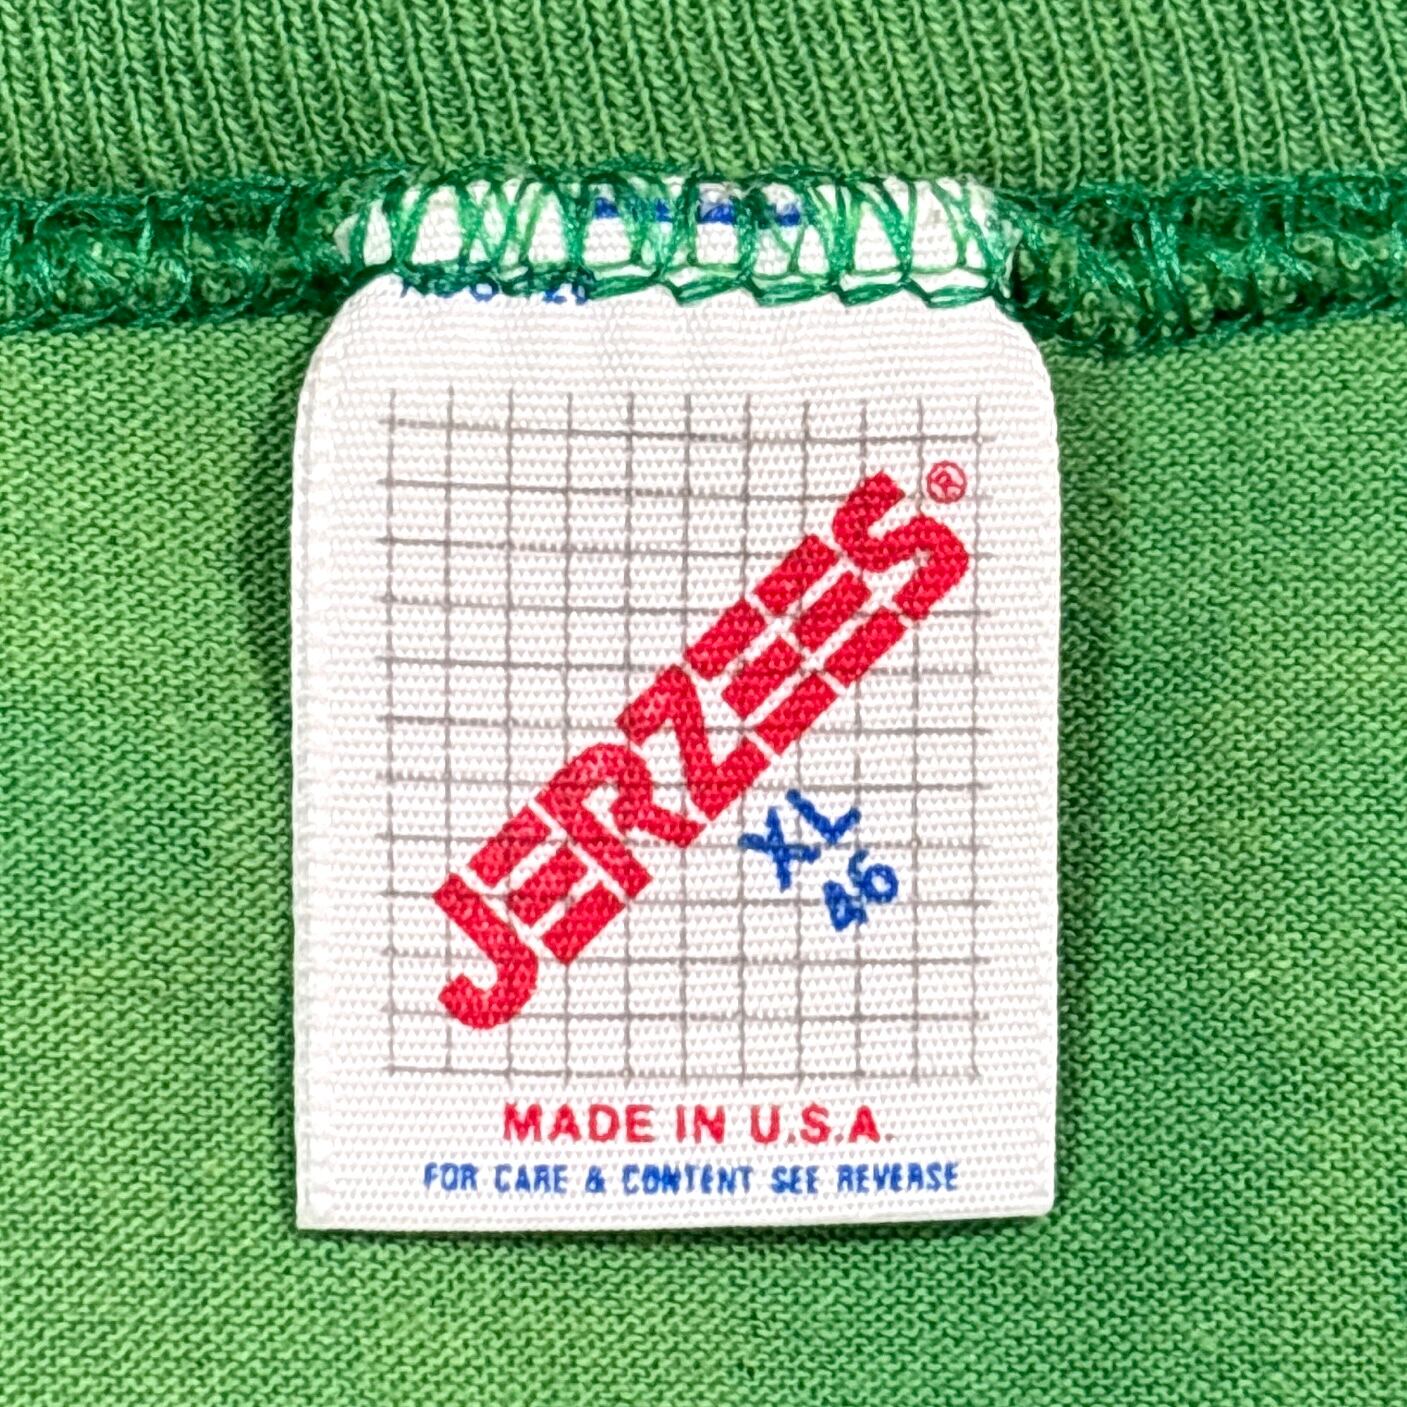 JERZEES®
XL
46
MADE IN U.S.A.
FOR CARE & CONTENT SEE REVERSE